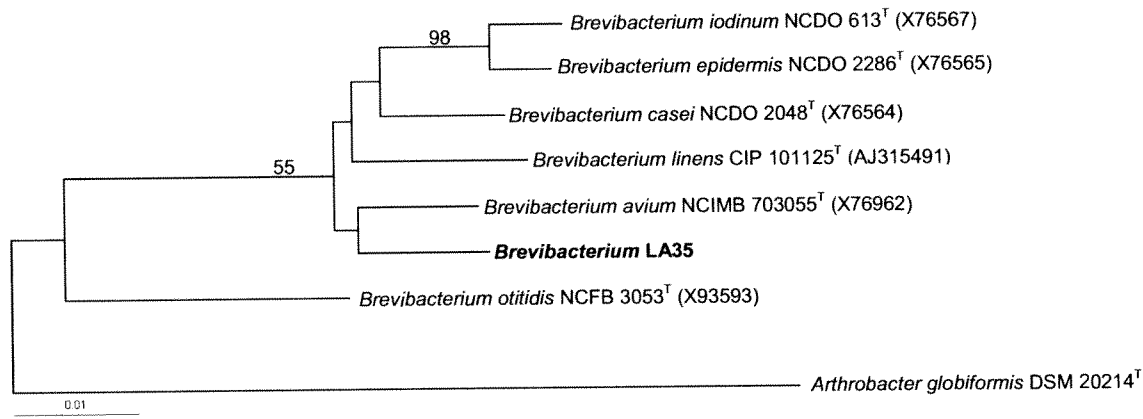 Brevibacterium iodinum NCDO 613T (X76567)
98
Brevibacterium epidermis NCDO 2286T (X76565)
Brevibacterium casei NCDO 2048T (X76564)
Brevibacterium linens CIP 101125T (AJ315491)
55
Brevibacterium avium NCIMB 703055T (X76962)
Brevibacterium LA35
Brevibacterium otitidis NCFB 3053T (X93593)
Arthrobacter globiformis DSM 20214T
0.01